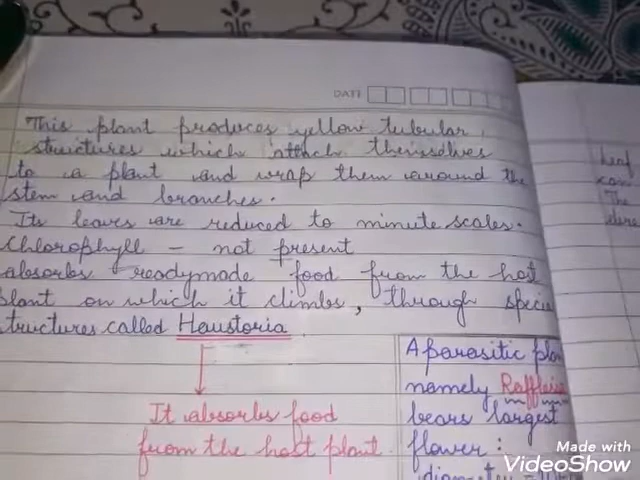 DATE
This plant produces yellow tubular
structures which attach themselves
to a plant and wrap them around the
stem and branches.
Its leaves are reduced to minute scales.
Chlorophyll - not present
absorbs readymade food from the host
plant on which it climbs, through
structures called Haustoria
It absorbs food
from the host plant
A parasitic
namely
bears largest
flower:
leaf
The
Made with
VideoShow